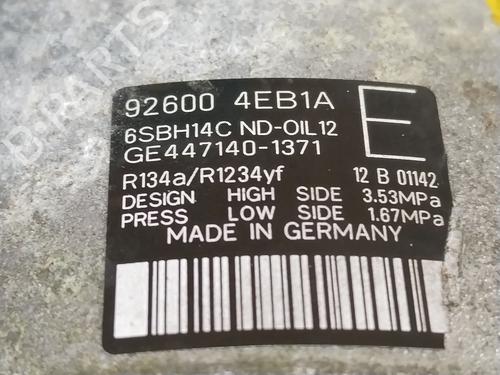 92600 4EB1A E
6SBH14C ND-OIL12
GE447140-1371
R134a/R1234yf 12 B 01142
DESIGN HIGH SIDE 3.53MPa
PRESS LOW SIDE 1.67MPa
MADE IN GERMANY
B-PARTS